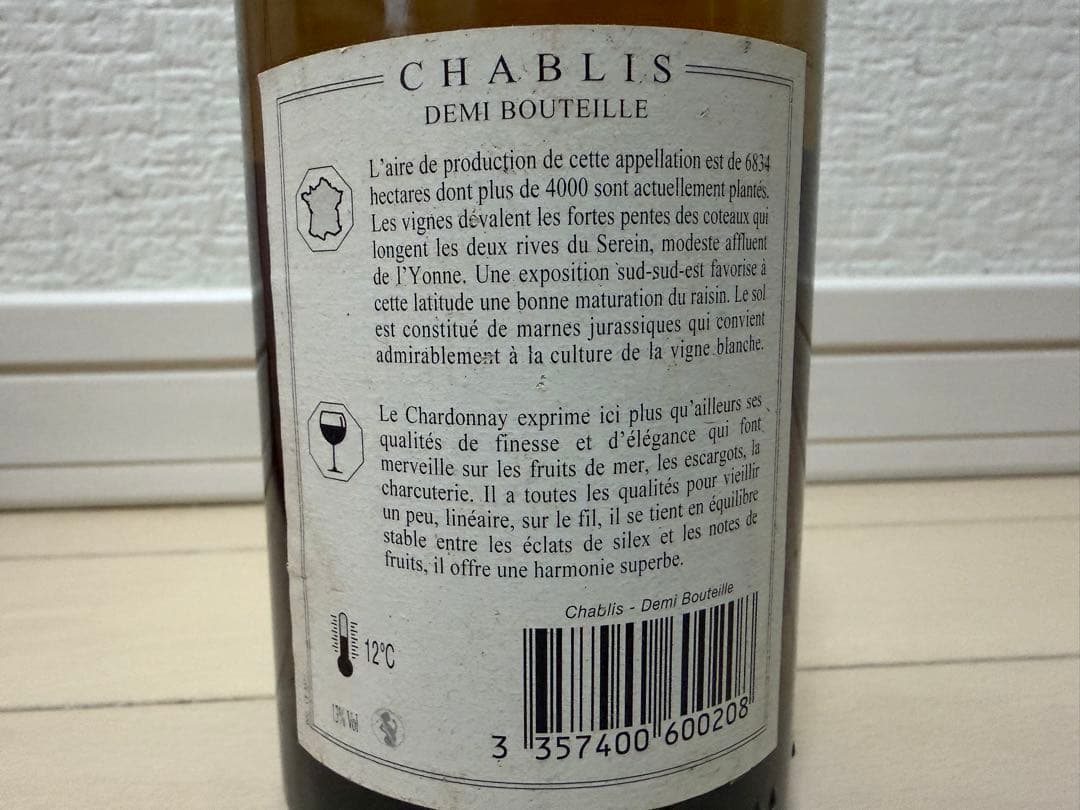 CHABLIS
DEMI BOUTEILLE
L'aire de production de cette appellation est de 6834
hectares dont plus de 4000 sont actuellement plantés.
Les vignes dévalent les fortes pentes des coteaux qui
longent les deux rives du Serein, modeste affluent
de l'Yonne. Une exposition sud-sud-est favorise à
cette latitude une bonne maturation du raisin. Le sol
est constitué de marnes jurassiques qui convient
admirablement à la culture de la vigne blanche.
Le Chardonnay exprime ici plus qu'ailleurs ses
qualités de finesse et d'élégance qui font
merveille sur les fruits de mer, les escargots, la
charcuterie. Il a toutes les qualités pour vieillir
un peu, linéaire, sur le fil, il se tient en équilibre
stable entre les éclats de silex et les notes de
fruits, il offre une harmonie superbe.
Chablis - Demi Bouteille
12°C
13% Vol
3 357400 600208